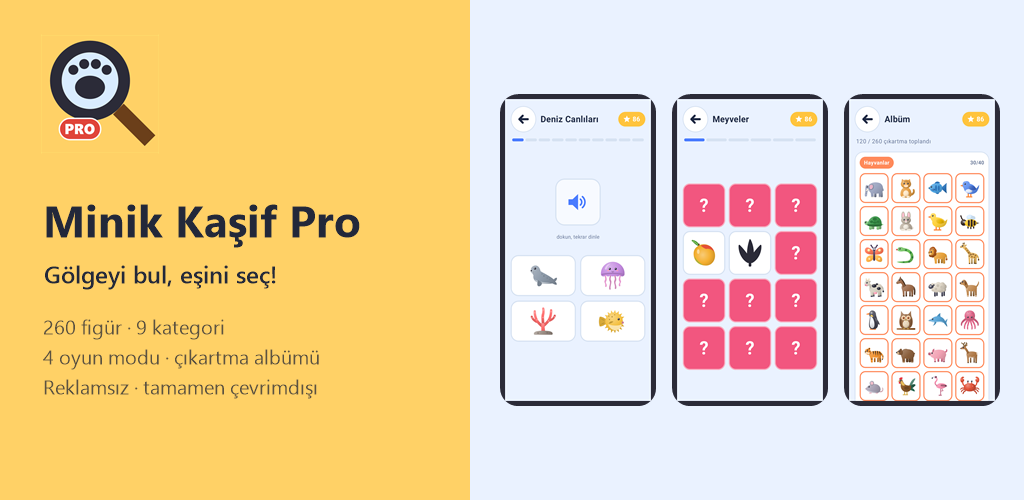 PRO
Minik Kaşif Pro
Gölgeyi bul, eşini seç!
260 figür · 9 kategori
4 oyun modu · çıkartma albümü
Reklamsız · tamamen çevrimdışı
Deniz Canlıları
86
dokun, tekrar dinle
Meyveler
86
? ? ?
?
? ? ?
? ? ?
Albüm
86
120 / 260 çıkartma toplandı
Hayvanlar
30/40